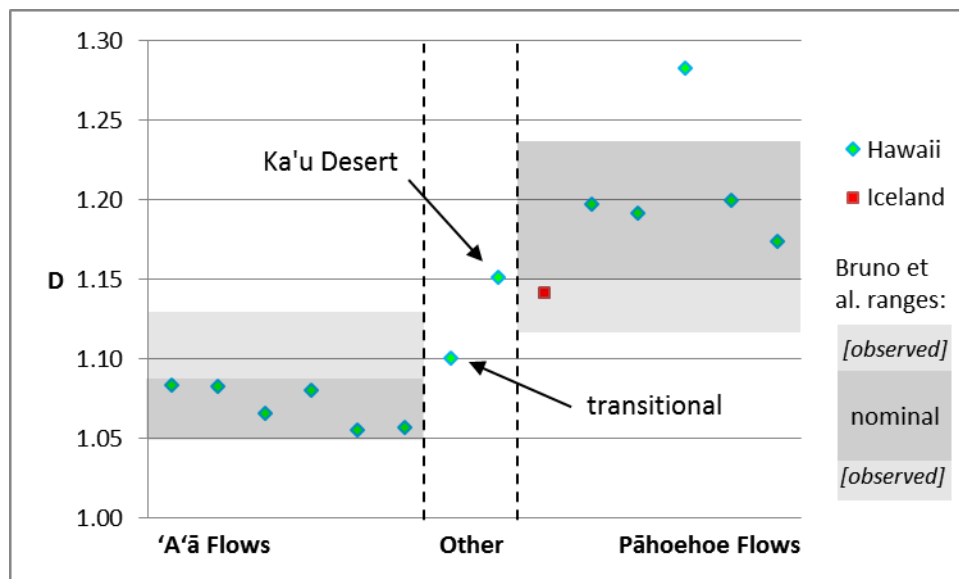 1.30
1.25
1.20
1.15
1.10
1.05
1.00
D
Ka'u Desert
transitional
‘A‘ā Flows
Other
Pāhoehoe Flows
Hawaii
Iceland
Bruno et
al. ranges:
[observed]
nominal
[observed]